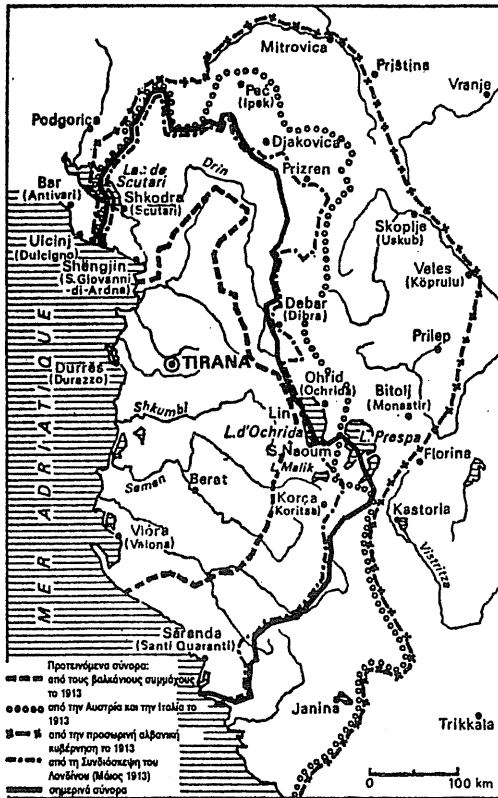 Mitrovica
Priština
Peć
(Ipek)
Vranje
Podgorica
Djakovica
Lac de
Scutari
Drin
Prizren
Bar
(Antivari)
Shkodra
(Scutari)
Skoplje
(Uskub)
Ulcinj
(Dulcigno)
Shëngjin
(S. Giovanni
-di-Ardna)
Veles
(Köprulu)
Debar
(Dibra)
Prilep
TIRANA
Durrës
(Durazzo)
Ohrid
(Ochrida)
Bitolj
(Monastir)
Shkumbi
Lin
L.d'Ochrida
L. Prespa
S. Naoum
Florina
L. Malik
Semen
Berat
Korça
(Koritsa)
Kastoria
Vlóra
(Valona)
Vistritza
MER ADRIATIQUE
Saranda
(Santi Quaranti)
Janina
Trikkala
Προτεινόμενα σύνορα:
από τους βαλκάνιους συμμάχους
το 1913
από την Αυστρία και την Ιταλία το
1913
από την προσωρινή αλβανική
κυβέρνηση το 1913
από τη Συνδιάσκεψη του
Λονδίνου (Μάιος 1913)
σημερινά σύνορα
0 100 km